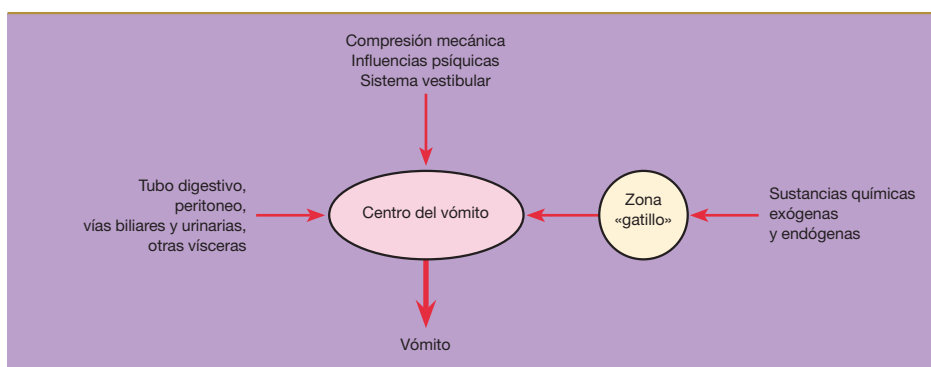 Compresión mecánica
Influencias psíquicas
Sistema vestibular
Tubo digestivo,
peritoneo,
vías biliares y urinarias,
otras vísceras
Centro del vómito
Zona
«gatillo»
Sustancias químicas
exógenas
y endógenas
Vómito